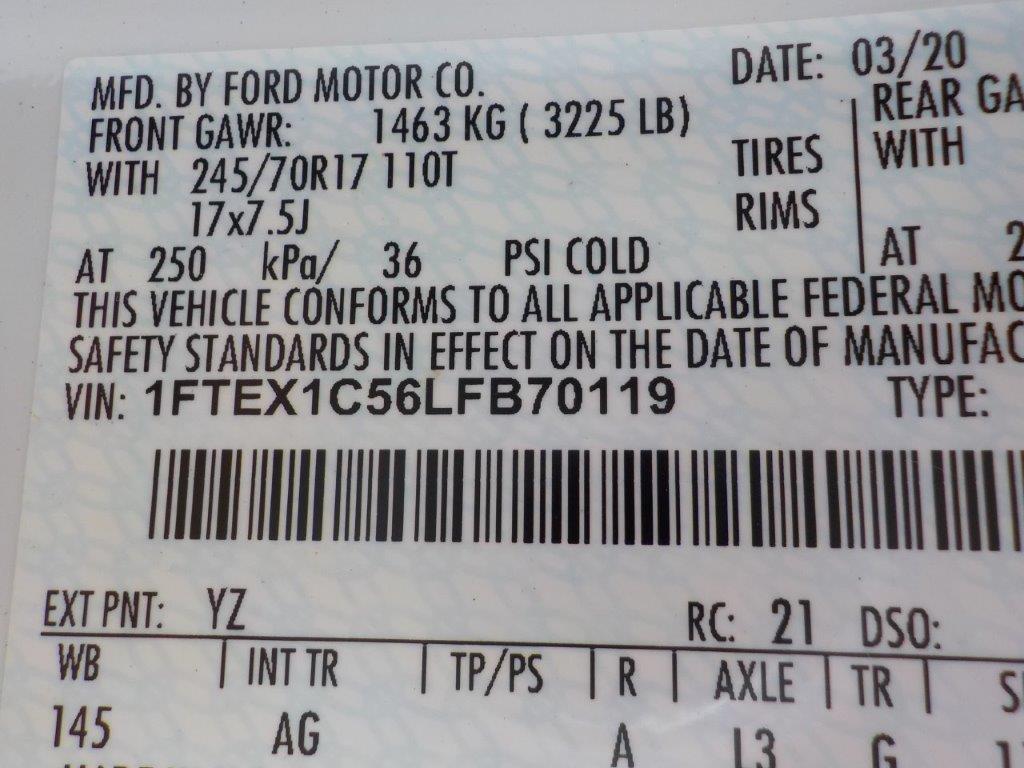 MFD. BY FORD MOTOR CO. DATE: 03/20
FRONT GAWR: 1463 KG ( 3225 LB) REAR GA
WITH 245/70R17 110T TIRES WITH
17x7.5J RIMS
AT 250 kPa/ 36 PSI COLD AT 2
THIS VEHICLE CONFORMS TO ALL APPLICABLE FEDERAL MO
SAFETY STANDARDS IN EFFECT ON THE DATE OF MANUFAC
VIN: 1FTEX1C56LFB70119 TYPE:
EXT PNT: YZ RC: 21 DSO:
WB INT TR TP/PS R AXLE TR S
145 AG A L3 G